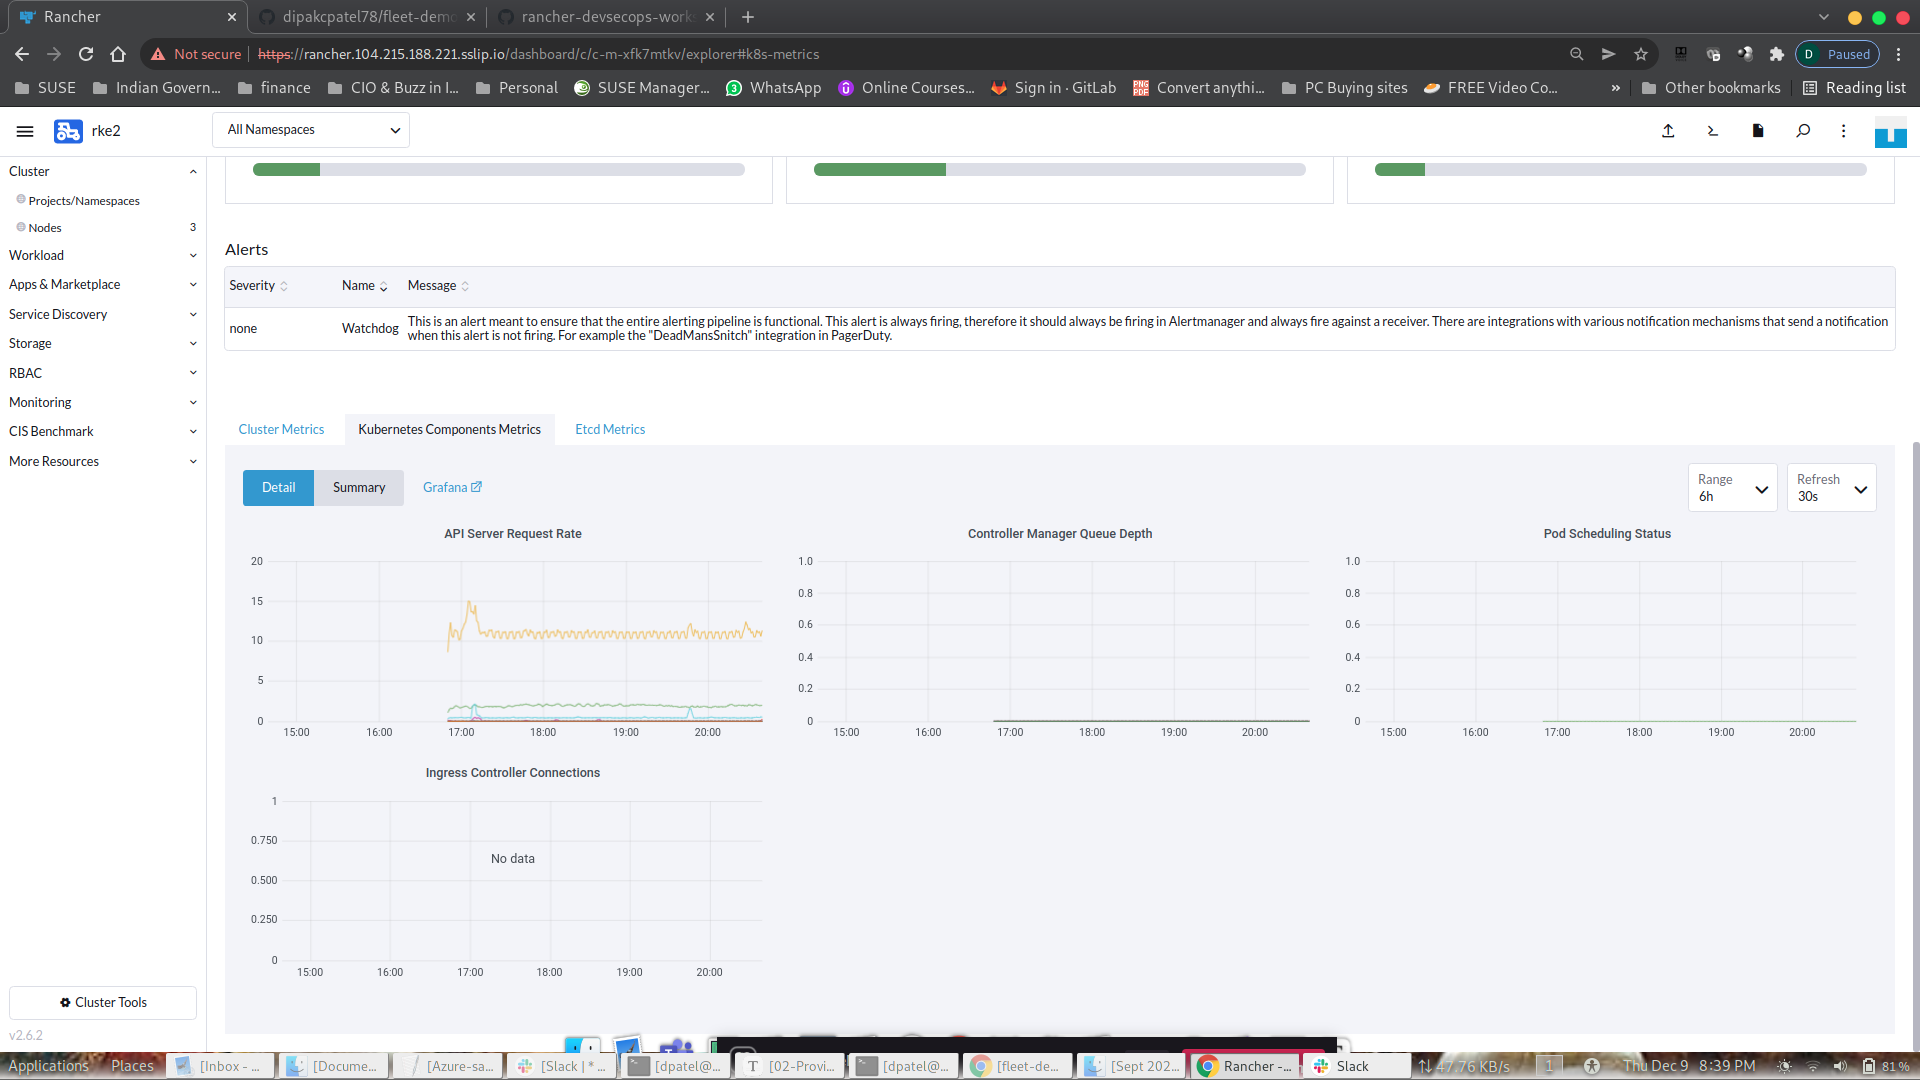 Rancher
dipakcpatel78/fleet-demo
rancher-devsecops-works
Not secure
https://rancher.104.215.188.221.sslip.io/dashboard/c/c-m-xfk7mtkv/explorer#k8s-metrics
D Paused
SUSE
Indian Govern...
finance
CIO & Buzz in I...
Personal
SUSE Manager...
WhatsApp
Online Courses...
Sign in · GitLab
Convert anythi...
PC Buying sites
FREE Video Co...
»
Other bookmarks
Reading list
rke2
All Namespaces
Cluster
Projects/Namespaces
Nodes 3
Workload
Apps & Marketplace
Service Discovery
Storage
RBAC
Monitoring
CIS Benchmark
More Resources
Cluster Tools
v2.6.2
Alerts
Severity Name Message
none Watchdog This is an alert meant to ensure that the entire alerting pipeline is functional. This alert is always firing, therefore it should always be firing in Alertmanager and always fire against a receiver. There are integrations with various notification mechanisms that send a notification
when this alert is not firing. For example the "DeadMansSnitch" integration in PagerDuty.
Cluster Metrics Kubernetes Components Metrics Etcd Metrics
Detail Summary Grafana
Range
6h
Refresh
30s
API Server Request Rate
20
15
10
5
0
15:00 16:00 17:00 18:00 19:00 20:00
Controller Manager Queue Depth
1.0
0.8
0.6
0.4
0.2
0
15:00 16:00 17:00 18:00 19:00 20:00
Pod Scheduling Status
1.0
0.8
0.6
0.4
0.2
0
15:00 16:00 17:00 18:00 19:00 20:00
Ingress Controller Connections
1
0.750
0.500
0.250
0
No data
15:00 16:00 17:00 18:00 19:00 20:00
Applications Places [Inbox - ... [Docume... [Azure-sa... [Slack | * ... [dpatel@... [02-Provi... [dpatel@... [fleet-de... [Sept 202... Rancher -... Slack 47.76 KB/s 1 Thu Dec 9 8:39 PM 81 %